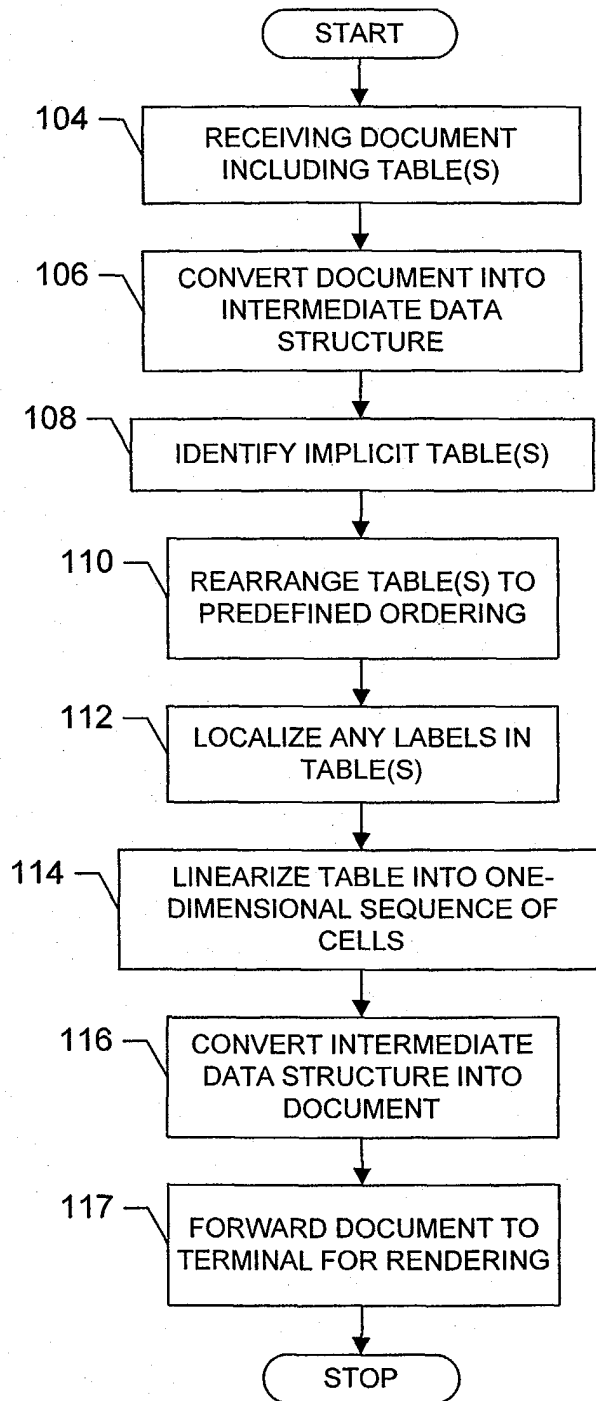 START
104
RECEIVING DOCUMENT
INCLUDING TABLE(S)
106
CONVERT DOCUMENT INTO
INTERMEDIATE DATA
STRUCTURE
108
IDENTIFY IMPLICIT TABLE(S)
110
REARRANGE TABLE(S) TO
PREDEFINED ORDERING
112
LOCALIZE ANY LABELS IN
TABLE(S)
114
LINEARIZE TABLE INTO ONE-
DIMENSIONAL SEQUENCE OF
CELLS
116
CONVERT INTERMEDIATE
DATA STRUCTURE INTO
DOCUMENT
117
FORWARD DOCUMENT TO
TERMINAL FOR RENDERING
STOP